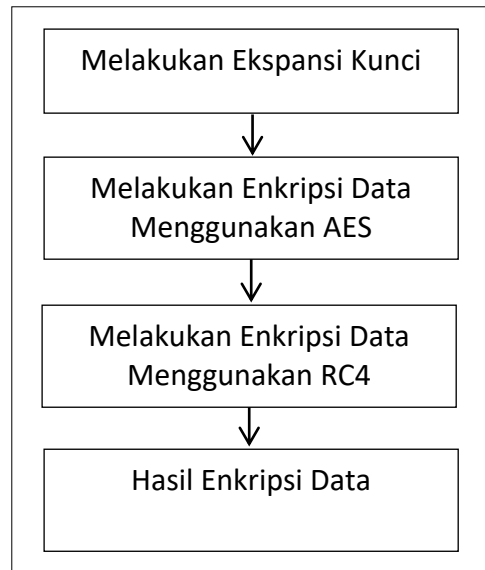 Melakukan Ekspansi Kunci
Melakukan Enkripsi Data
Menggunakan AES
Melakukan Enkripsi Data
Menggunakan RC4
Hasil Enkripsi Data